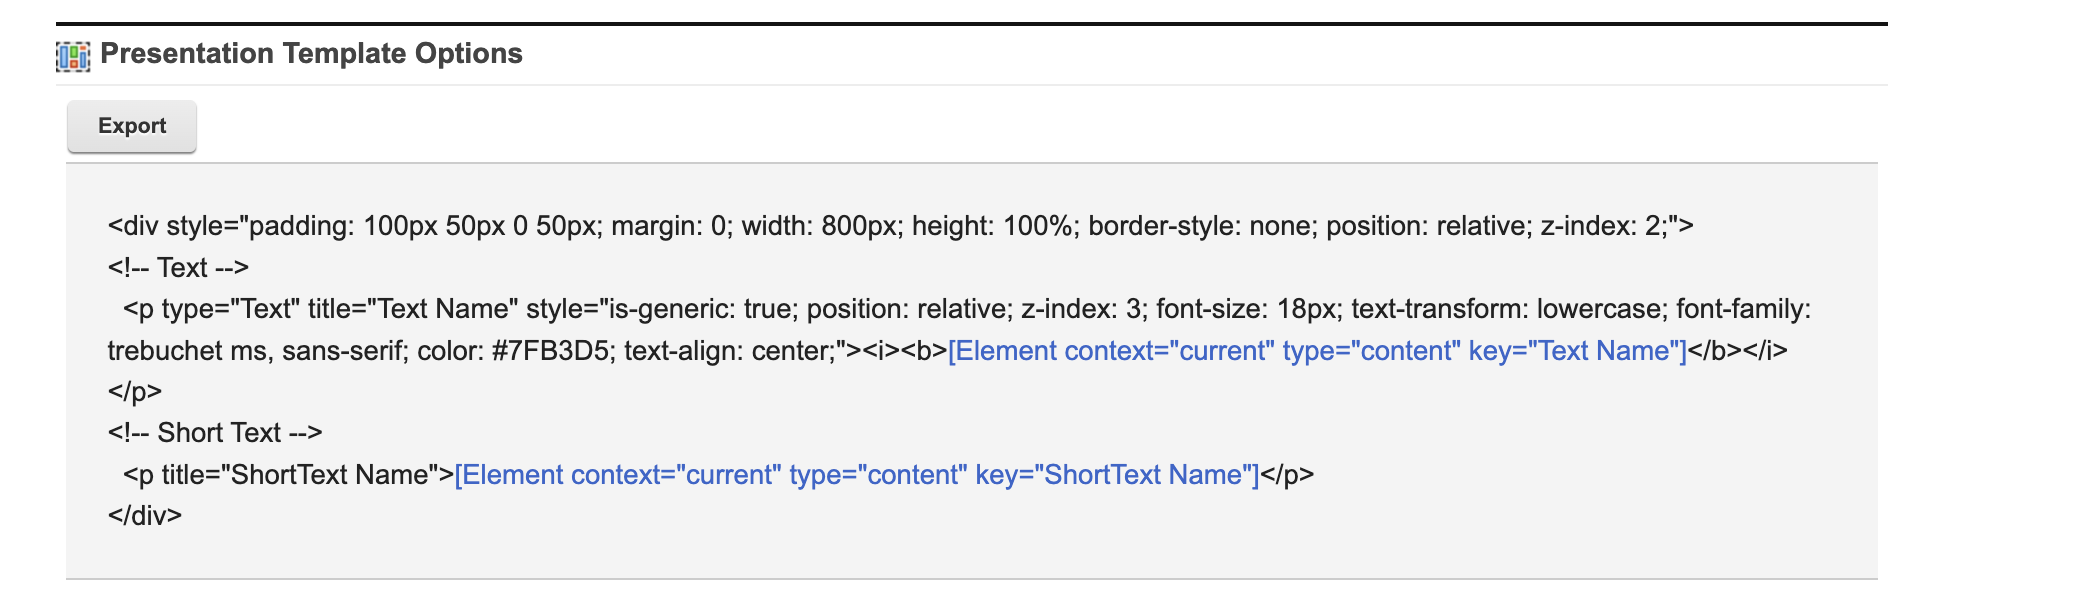 Presentation Template Options
Export
<div style="padding: 100px 50px 0 50px; margin: 0; width: 800px; height: 100%; border-style: none; position: relative; z-index: 2;">
<!-- Text -->
<p type="Text" title="Text Name" style="is-generic: true; position: relative; z-index: 3; font-size: 18px; text-transform: lowercase; font-family:
trebuchet ms, sans-serif; color: #7FB3D5; text-align: center;"><i><b>[Element context="current" type="content" key="Text Name"]</b></i>
</p>
<!-- Short Text -->
<p title="ShortText Name">[Element context="current" type="content" key="ShortText Name"]</p>
</div>